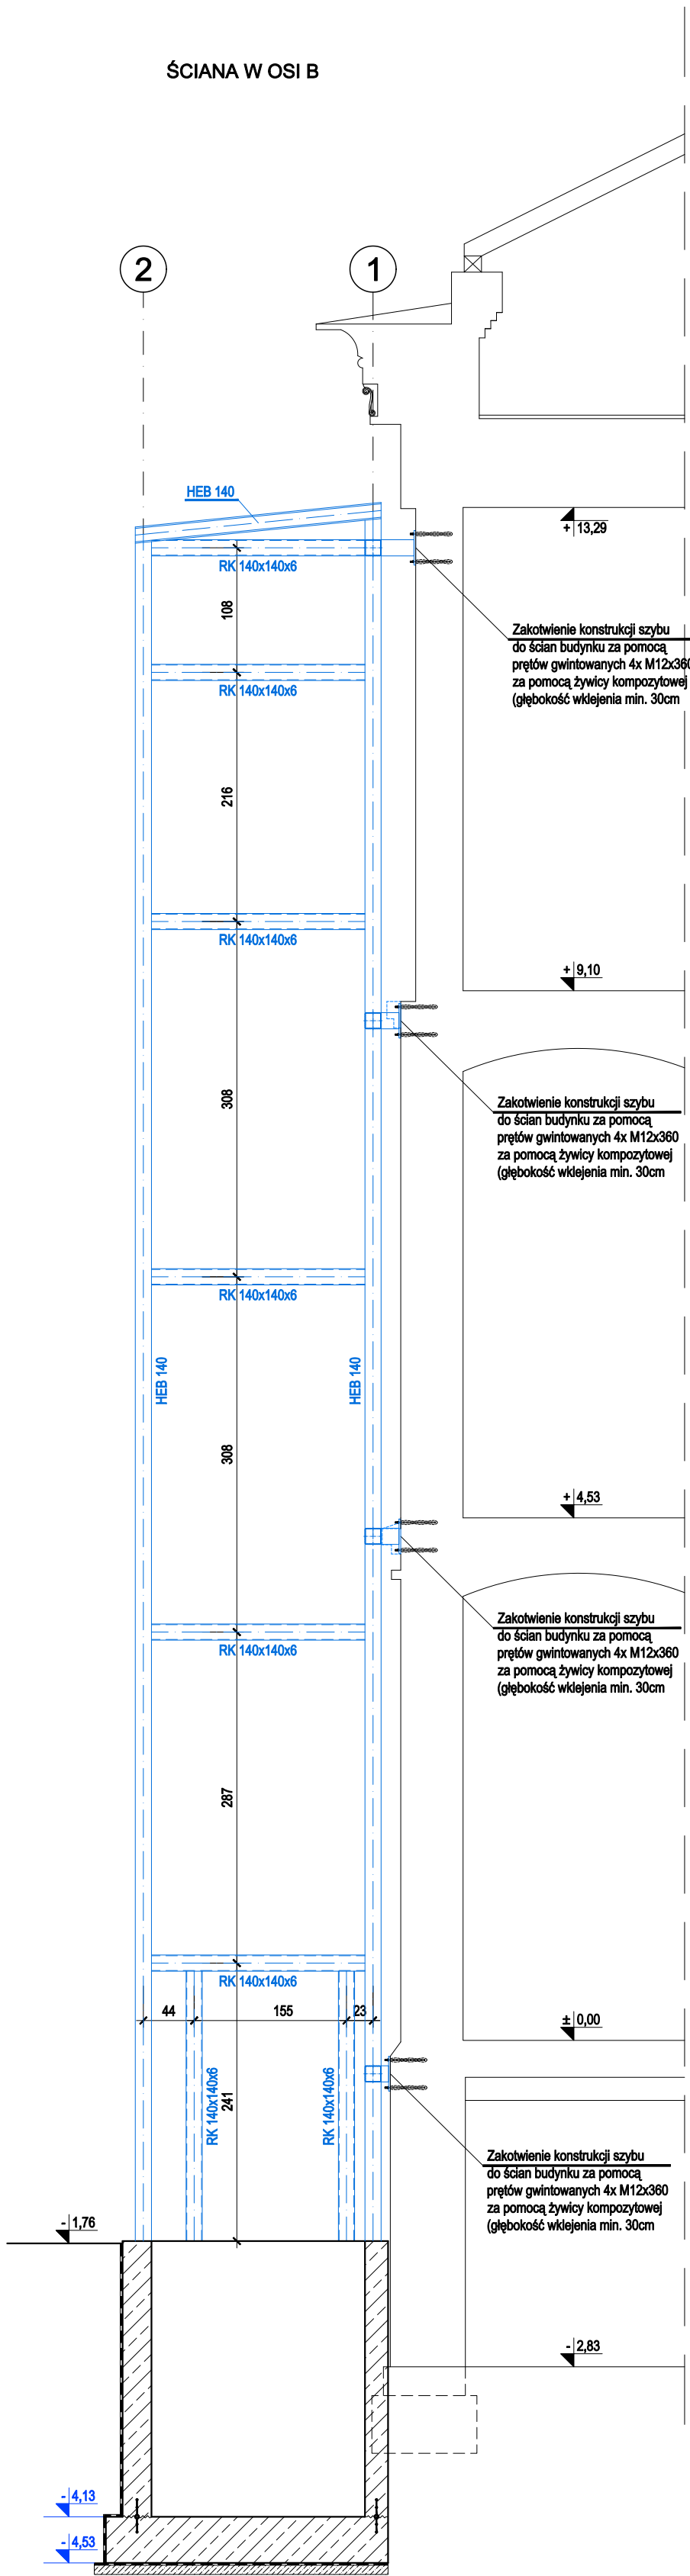 ŚCIANA W OSI B
2
1
HEB 140
RK 140x140x6
+ 13,29
108
Zakotwienie konstrukcji szybu
do ścian budynku za pomocą
prętów gwintowanych 4x M12x360
za pomocą żywicy kompozytowej
(głębokość wklejenia min. 30cm
RK 140x140x6
216
RK 140x140x6
+ 9,10
308
Zakotwienie konstrukcji szybu
do ścian budynku za pomocą
prętów gwintowanych 4x M12x360
za pomocą żywicy kompozytowej
(głębokość wklejenia min. 30cm
RK 140x140x6
HEB 140
HEB 140
308
+ 4,53
Zakotwienie konstrukcji szybu
do ścian budynku za pomocą
prętów gwintowanych 4x M12x360
za pomocą żywicy kompozytowej
(głębokość wklejenia min. 30cm
RK 140x140x6
287
RK 140x140x6
44
155
23
± 0,00
RK 140x140x6
241
RK 140x140x6
Zakotwienie konstrukcji szybu
do ścian budynku za pomocą
prętów gwintowanych 4x M12x360
za pomocą żywicy kompozytowej
(głębokość wklejenia min. 30cm
- 1,76
- 2,83
- 4,13
- 4,53